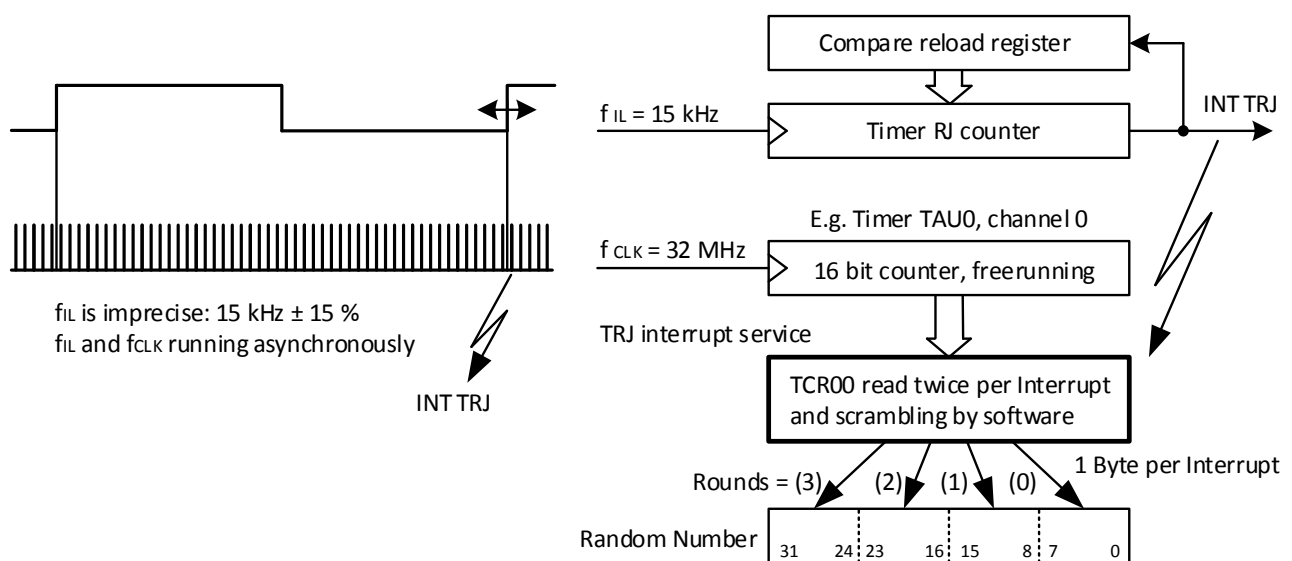 Compare reload register
INT TRJ
f IL = 15 kHz
Timer RJ counter
E.g. Timer TAU0, channel 0
f CLK = 32 MHz
16 bit counter, freerunning
fIL is imprecise: 15 kHz ± 15 %
fIL and fCLK running asynchronously
INT TRJ
TRJ interrupt service
TCR00 read twice per Interrupt
and scrambling by software
1 Byte per Interrupt
Rounds = (3) (2) (1) (0)
Random Number 31 24 23 16 15 8 7 0